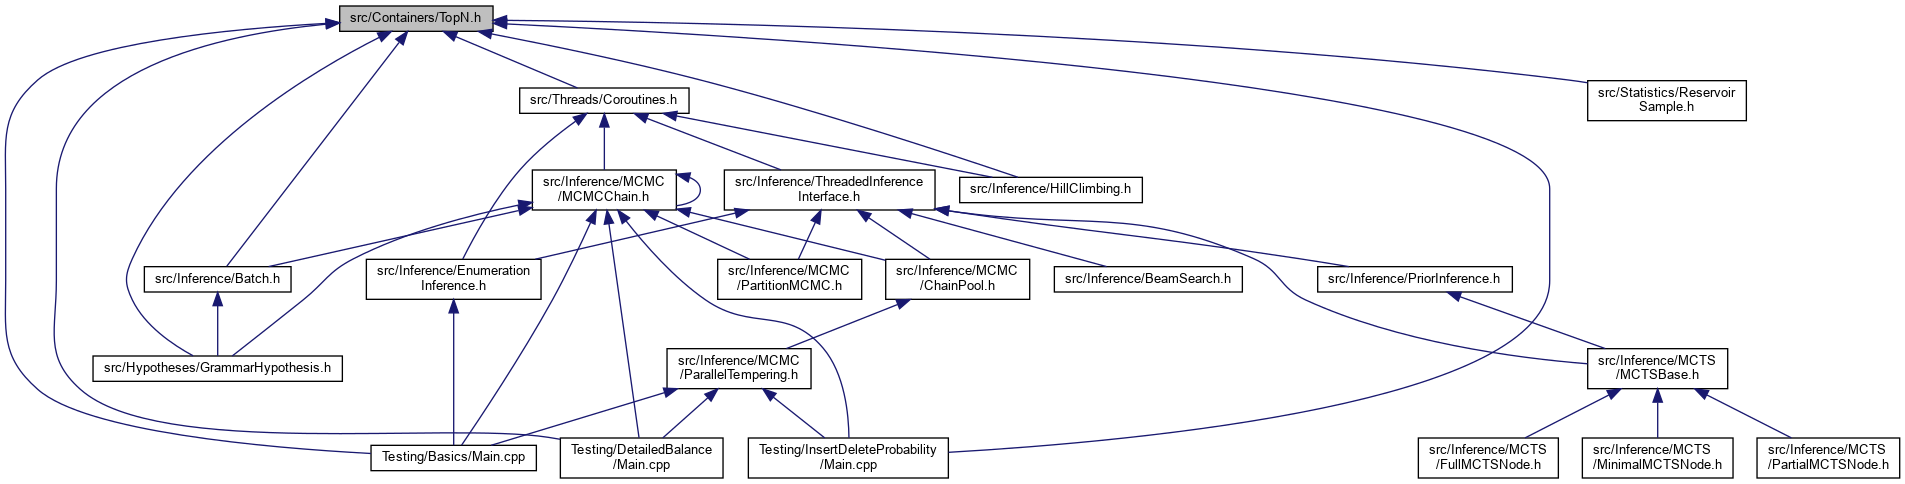 src/Containers/TopN.h
src/Statistics/Reservoir
Sample.h
src/Threads/Coroutines.h
src/Inference/MCMC
/MCMCChain.h
src/Inference/ThreadedInference
Interface.h
src/Inference/HillClimbing.h
src/Inference/Batch.h
src/Inference/Enumeration
Inference.h
src/Inference/MCMC
/PartitionMCMC.h
src/Inference/MCMC
/ChainPool.h
src/Inference/BeamSearch.h
src/Inference/PriorInference.h
src/Hypotheses/GrammarHypothesis.h
src/Inference/MCMC
/ParallelTempering.h
src/Inference/MCTS
/MCTSBase.h
Testing/Basics/Main.cpp
Testing/DetailedBalance
/Main.cpp
Testing/InsertDeleteProbability
/Main.cpp
src/Inference/MCTS
/FullMCTSNode.h
src/Inference/MCTS
/MinimalMCTSNode.h
src/Inference/MCTS
/PartialMCTSNode.h